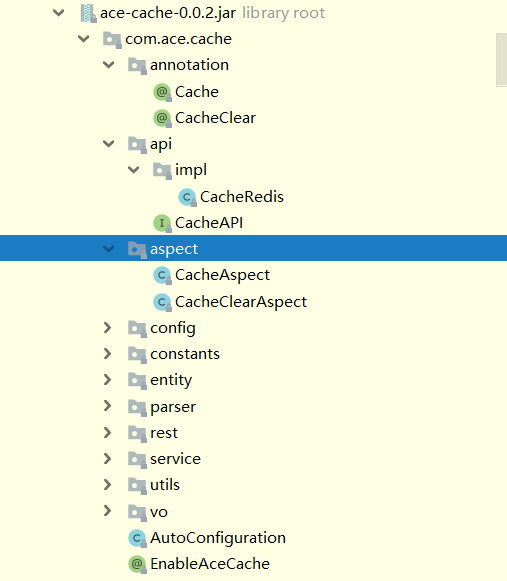 ace-cache-0.0.2.jar library root
com.ace.cache
annotation
@ Cache
@ CacheClear
api
impl
C CacheRedis
I CacheAPI
aspect
C CacheAspect
C CacheClearAspect
config
constants
entity
parser
rest
service
utils
vo
C AutoConfiguration
@ EnableAceCache